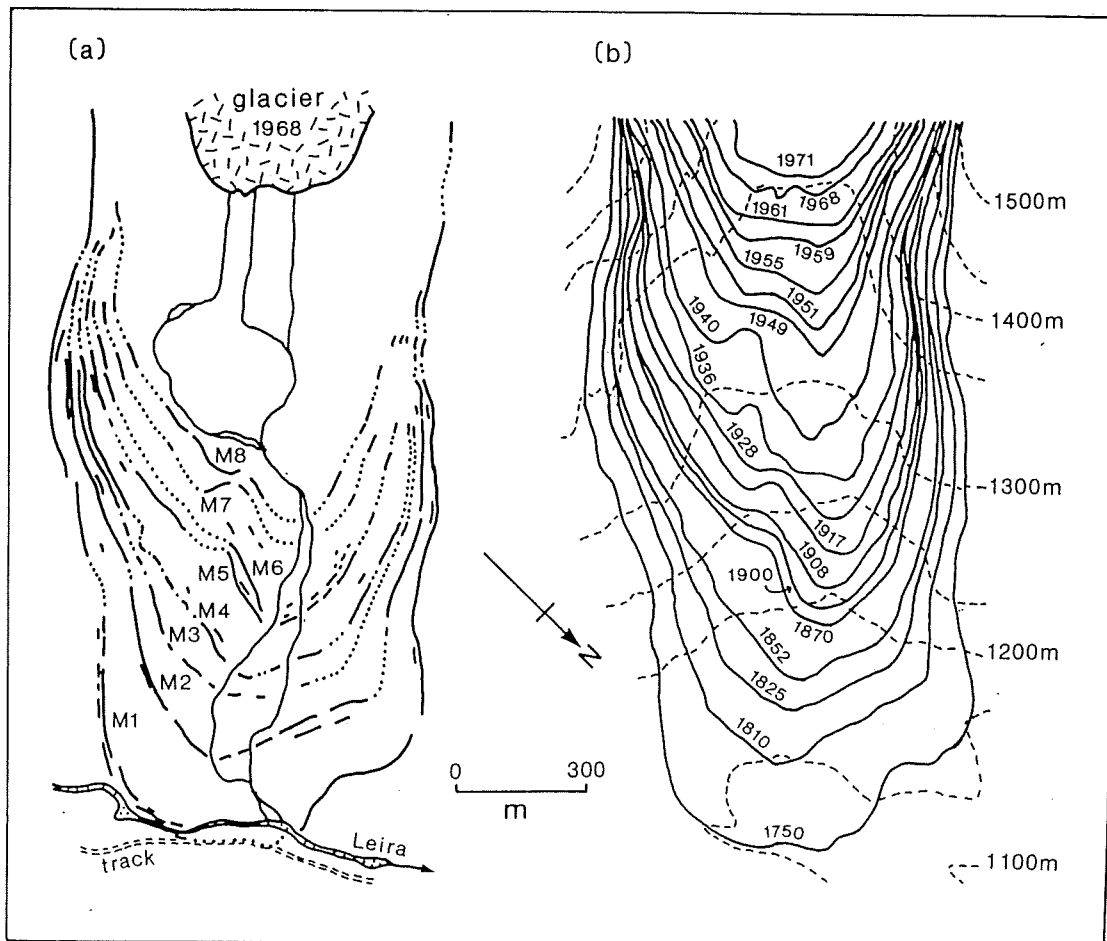 (a)
glacier
1968
M8
M7
M6
M5
M4
M3
M2
M1
track
Leira
N
0 300
m
(b)
1971
1968
1961
1959
1955
1951
1949
1940
1936
1928
1917
1908
1900
1870
1852
1825
1810
1750
1500m
1400m
1300m
1200m
1100m